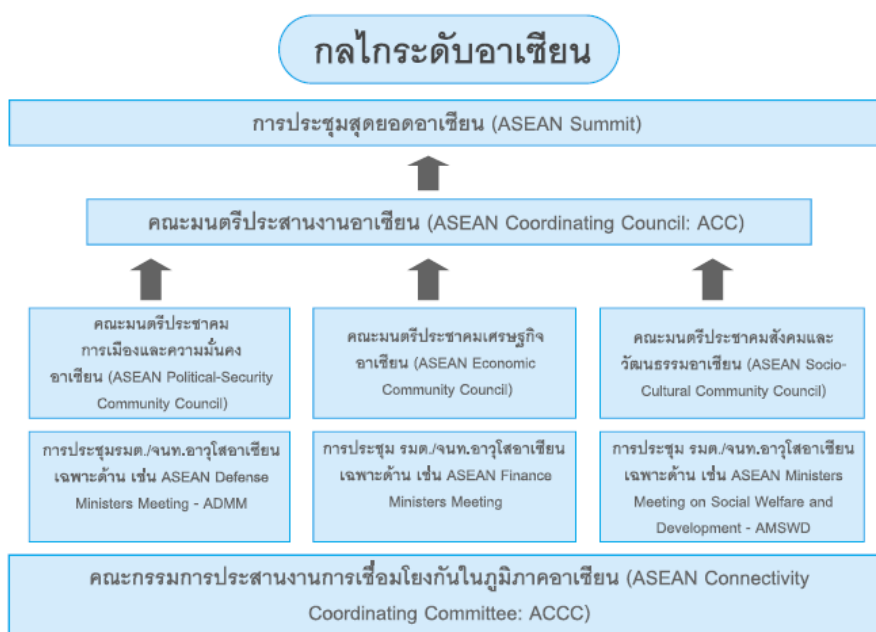 กลไกระดับอาเซียน
การประชุมสุดยอดอาเซียน (ASEAN Summit)
คณะมนตรีประสานงานอาเซียน (ASEAN Coordinating Council: ACC)
คณะมนตรีประชาคม
การเมืองและความมั่นคง
อาเซียน (ASEAN Political-Security
Community Council)
คณะมนตรีประชาคมเศรษฐกิจ
อาเซียน (ASEAN Economic
Community Council)
คณะมนตรีประชาคมสังคมและ
วัฒนธรรมอาเซียน (ASEAN Socio-
Cultural Community Council)
การประชุมรมต./จนท.อาวุโสอาเซียน
เฉพาะด้าน เช่น ASEAN Defense
Ministers Meeting - ADMM
การประชุม รมต./จนท.อาวุโสอาเซียน
เฉพาะด้าน เช่น ASEAN Finance
Ministers Meeting
การประชุม รมต./จนท.อาวุโสอาเซียน
เฉพาะด้าน เช่น ASEAN Ministers
Meeting on Social Welfare and
Development - AMSWD
คณะกรรมการประสานงานการเชื่อมโยงกันในภูมิภาคอาเซียน (ASEAN Connectivity
Coordinating Committee: ACCC)